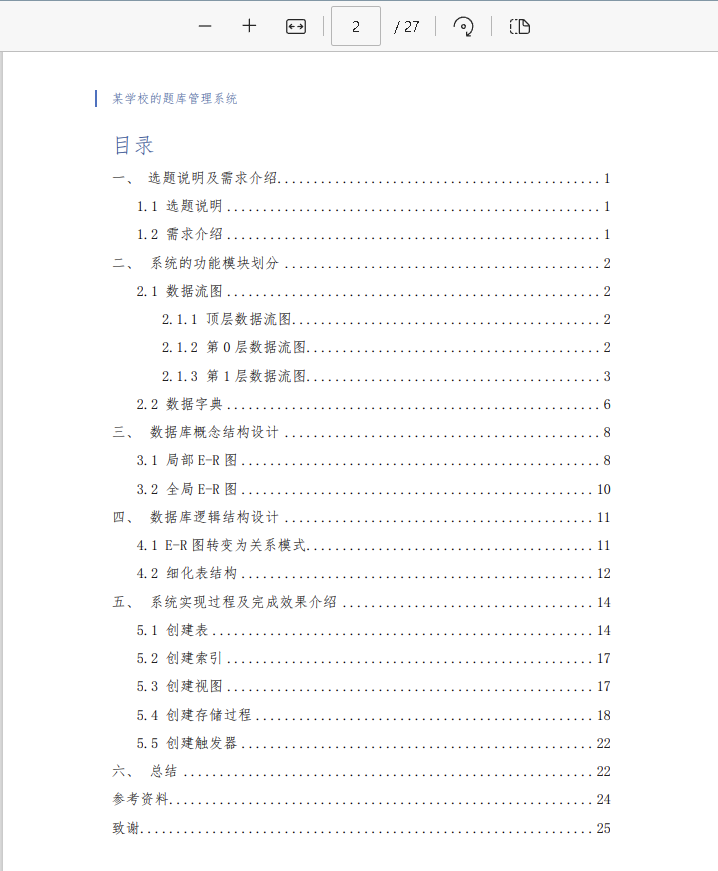 2 / 27
某学校的题库管理系统
目录
一、 选题说明及需求介绍............................................1
1.1 选题说明....................................................1
1.2 需求介绍....................................................1
二、 系统的功能模块划分............................................2
2.1 数据流图....................................................2
2.1.1 顶层数据流图...........................................2
2.1.2 第 0 层数据流图.........................................2
2.1.3 第 1 层数据流图.........................................3
2.2 数据字典....................................................6
三、 数据库概念结构设计............................................8
3.1 局部 E-R 图..................................................8
3.2 全局 E-R 图.................................................10
四、 数据库逻辑结构设计...........................................11
4.1 E-R 图转变为关系模式........................................11
4.2 细化表结构.................................................12
五、 系统实现过程及完成效果介绍...................................14
5.1 创建表.....................................................14
5.2 创建索引...................................................17
5.3 创建视图...................................................17
5.4 创建存储过程...............................................18
5.5 创建触发器.................................................22
六、 总结.........................................................22
参考资料..........................................................24
致谢..............................................................25